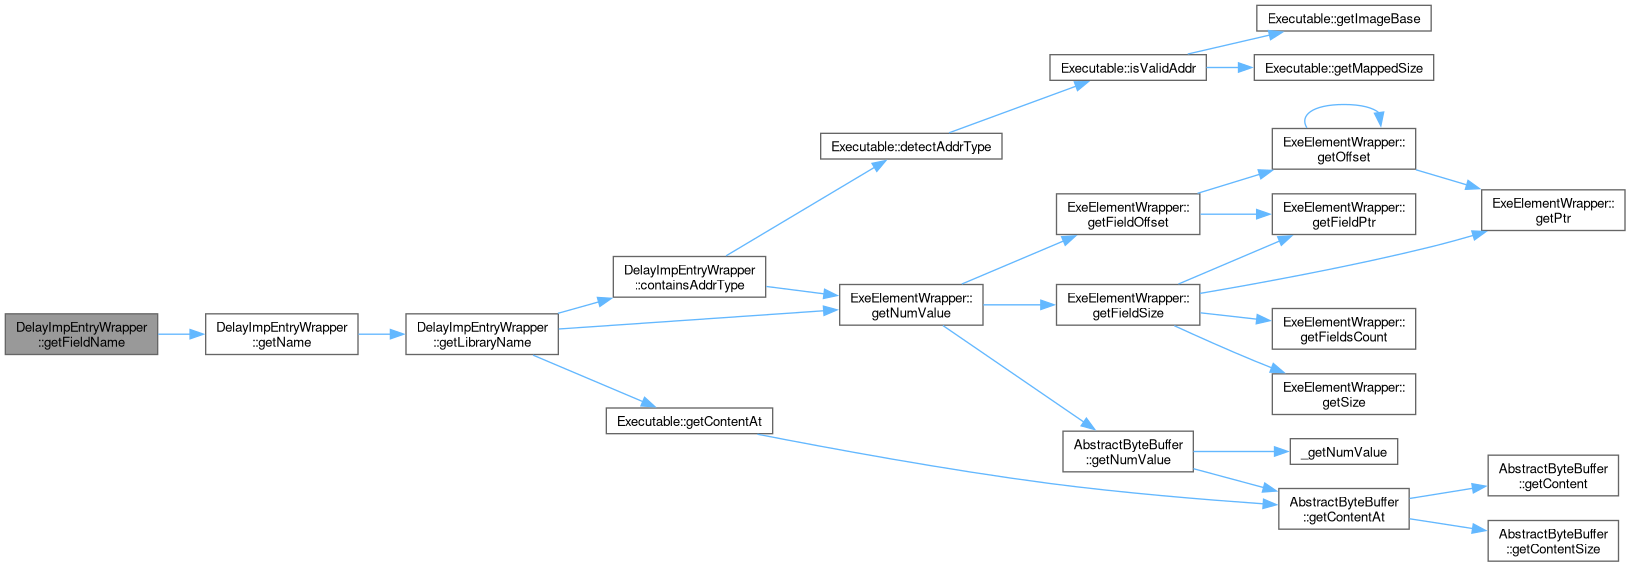 DelayImpEntryWrapper
::getFieldName
DelayImpEntryWrapper
::getName
DelayImpEntryWrapper
::getLibraryName
DelayImpEntryWrapper
::containsAddrType
Executable::getContentAt
Executable::detectAddrType
ExeElementWrapper::
getNumValue
Executable::isValidAddr
ExeElementWrapper::
getFieldOffset
ExeElementWrapper::
getFieldSize
AbstractByteBuffer
::getNumValue
Executable::getImageBase
Executable::getMappedSize
ExeElementWrapper::
getOffset
ExeElementWrapper::
getFieldPtr
ExeElementWrapper::
getFieldsCount
ExeElementWrapper::
getSize
_getNumValue
AbstractByteBuffer
::getContentAt
ExeElementWrapper::
getPtr
AbstractByteBuffer
::getContent
AbstractByteBuffer
::getContentSize